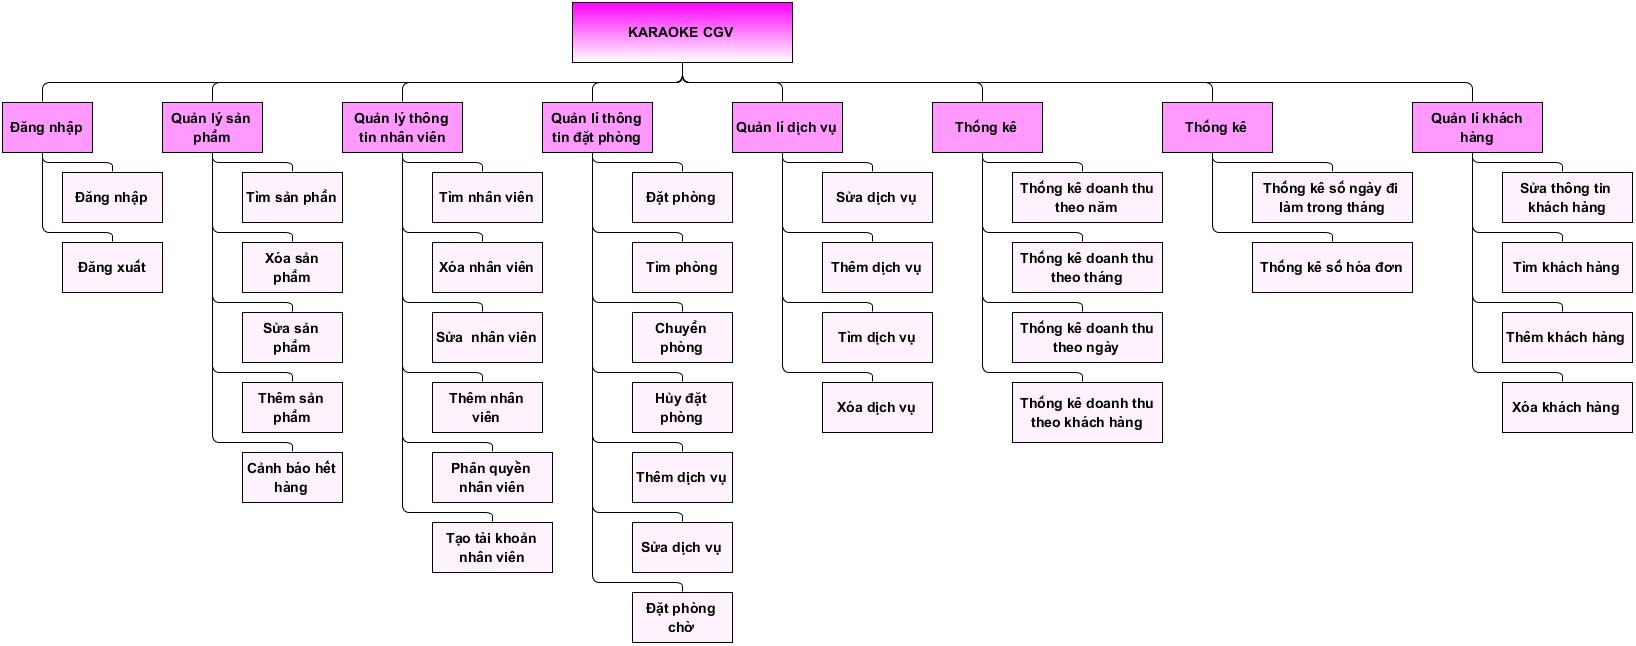 KARAOKE CGV
Đăng nhập
Đăng nhập
Đăng xuất
Quản lý sản
phẩm
Tìm sản phẩn
Xóa sản
phẩm
Sửa sản
phẩm
Thêm sản
phẩm
Cảnh báo hết
hàng
Quản lý thông
tin nhân viên
Tìm nhân viên
Xóa nhân viên
Sửa  nhân viên
Thêm nhân
viên
Phân quyền
nhân viên
Tạo tài khoản
nhân viên
Quản lí thông
tin đặt phòng
Đặt phòng
Tìm phòng
Chuyển
phòng
Hủy đặt
phòng
Thêm dịch vụ
Sửa dịch vụ
Đặt phòng
chờ
Quản lí dịch vụ
Sửa dịch vụ
Thêm dịch vụ
Tìm dịch vụ
Xóa dịch vụ
Thống kê
Thống kê doanh thu
theo năm
Thống kê doanh thu
theo tháng
Thống kê doanh thu
theo ngày
Thống kê doanh thu
theo khách hàng
Thống kê
Thống kê số ngày đi
làm trong tháng
Thống kê số hóa đơn
Quản lí khách
hàng
Sửa thông tin
khách hàng
Tìm khách hàng
Thêm khách hàng
Xóa khách hàng